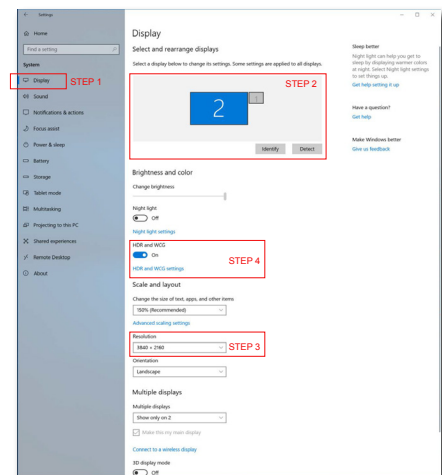 Settings
Home
Find a setting
System
Display
STEP 1
Sound
Notifications & actions
Focus assist
Power & sleep
Battery
Storage
Tablet mode
Multitasking
Projecting to this PC
Shared experiences
Remote Desktop
About
Display
Select and rearrange displays
Select a display below to change its settings. Some settings are applied to all displays.
STEP 2
2
1
Identify
Detect
Brightness and color
Change brightness
Night light
Off
Night light settings
HDR and WCG
On
STEP 4
HDR and WCG settings
Scale and layout
Change the size of text, apps, and other items
150% (Recommended)
Advanced scaling settings
Resolution
3840 × 2160
STEP 3
Orientation
Landscape
Multiple displays
Multiple displays
Show only on 2
Make this my main display
Connect to a wireless display
3D display mode
Off
Sleep better
Night light can help you get to
sleep by displaying warmer colors
at night. Select Night light settings
to set things up.
Get help setting it up
Have a question?
Get help
Make Windows better
Give us feedback